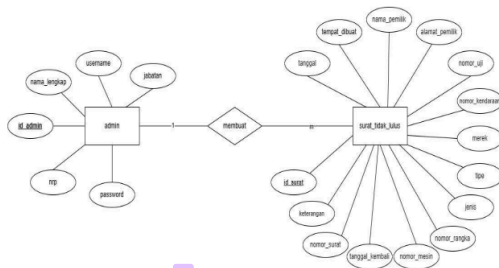 nama_pemilik
tempat_dibuat
alamat_pemilik
username
tanggal
nomor_uji
nama_lengkap
jabatan
nomor_kendaraan
id_admin
admin
1
membuat
n
surat_tidak_lulus
merek
nrp
password
id_surat
tipe
keterangan
jenis
nomor_surat
nomor_rangka
tanggal_kembali
nomor_mesin